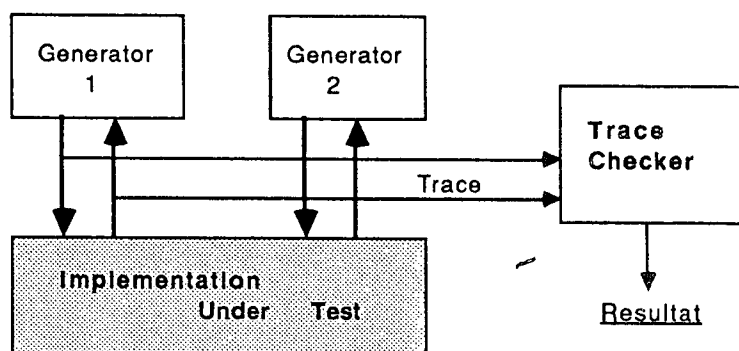 Generator
1
Generator
2
Trace
Checker
Trace
Implementation
Under Test
Resultat